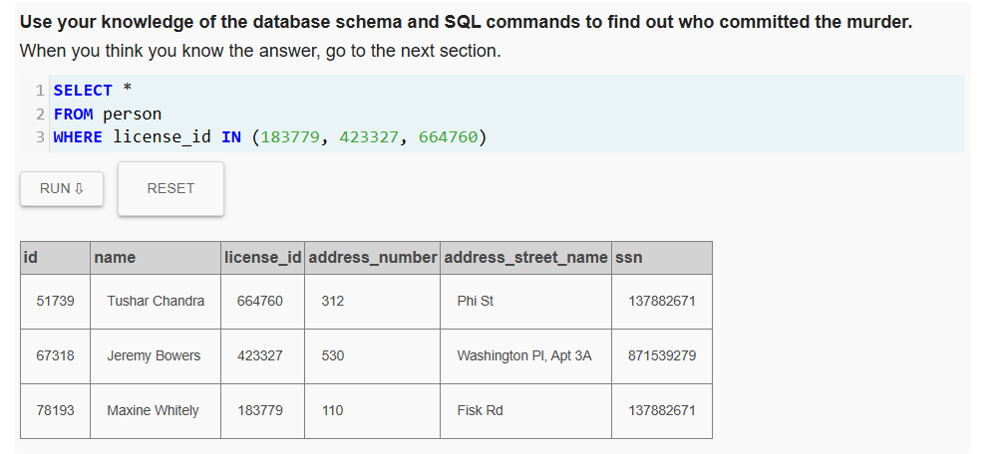 Use your knowledge of the database schema and SQL commands to find out who committed the murder.
When you think you know the answer, go to the next section.
1 SELECT *
2 FROM person
3 WHERE license_id IN (183779, 423327, 664760)
RUN ⇩ RESET
id name license_id address_number address_street_name ssn
51739 Tushar Chandra 664760 312 Phi St 137882671
67318 Jeremy Bowers 423327 530 Washington Pl, Apt 3A 871539279
78193 Maxine Whitely 183779 110 Fisk Rd 137882671